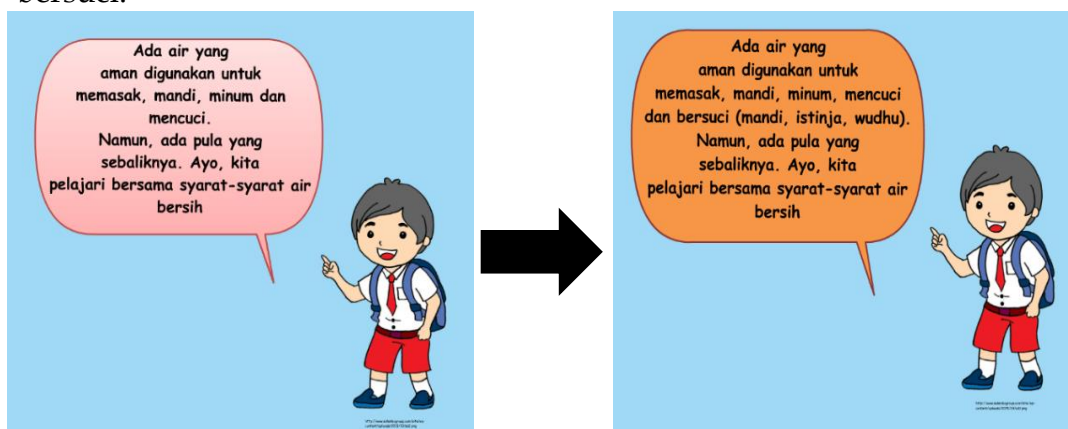 bersuci.
Ada air yang
aman digunakan untuk
memasak, mandi, minum dan
mencuci.
Namun, ada pula yang
sebaliknya. Ayo, kita
pelajari bersama syarat-syarat air
bersih
Ada air yang
aman digunakan untuk
memasak, mandi, minum, mencuci
dan bersuci (mandi, istinja, wudhu).
Namun, ada pula yang
sebaliknya. Ayo, kita
pelajari bersama syarat-syarat air
bersih